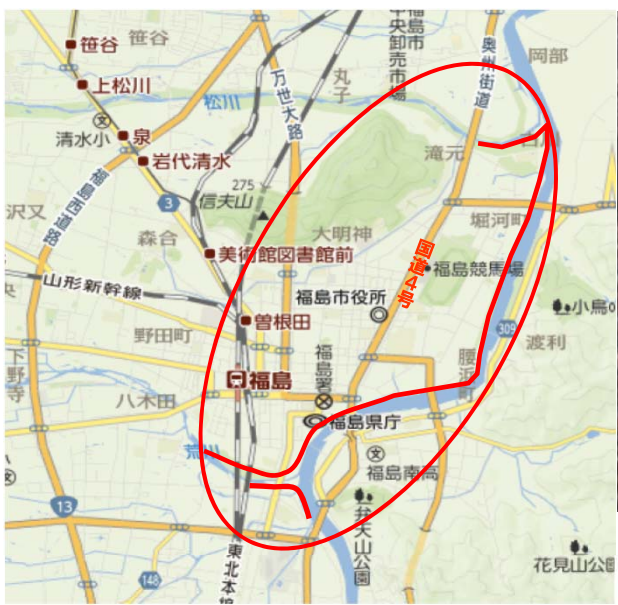 笹谷
笹谷
上松川
松川
清水小
泉
岩代清水
福島西道路
3
沢又
森合
275
信夫山
万世大路
丸子
福島市
中央卸売市場
奥州街道
岡部
滝元
堀河町
大明神
美術館図書館前
国道4号
福島競馬場
山形新幹線
福島市役所
曽根田
野田町
309
小鳥
渡利
腰浜町
下野寺
福島
福島署
八木田
福島県庁
荒川
福島南高
13
弁天山公園
148
東北本線
花見山公園